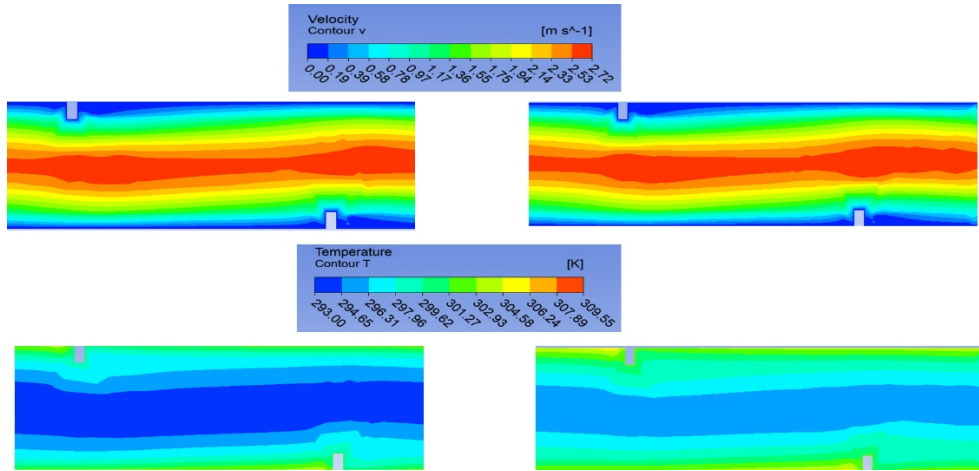 Velocity
Contour v [m s^-1]
0.00 0.19 0.39 0.58 0.78 0.97 1.17 1.36 1.55 1.75 1.94 2.14 2.33 2.53 2.72
Temperature
Contour T [K]
293.00 294.65 296.31 297.96 299.62 301.27 302.93 304.58 306.24 307.89 309.55